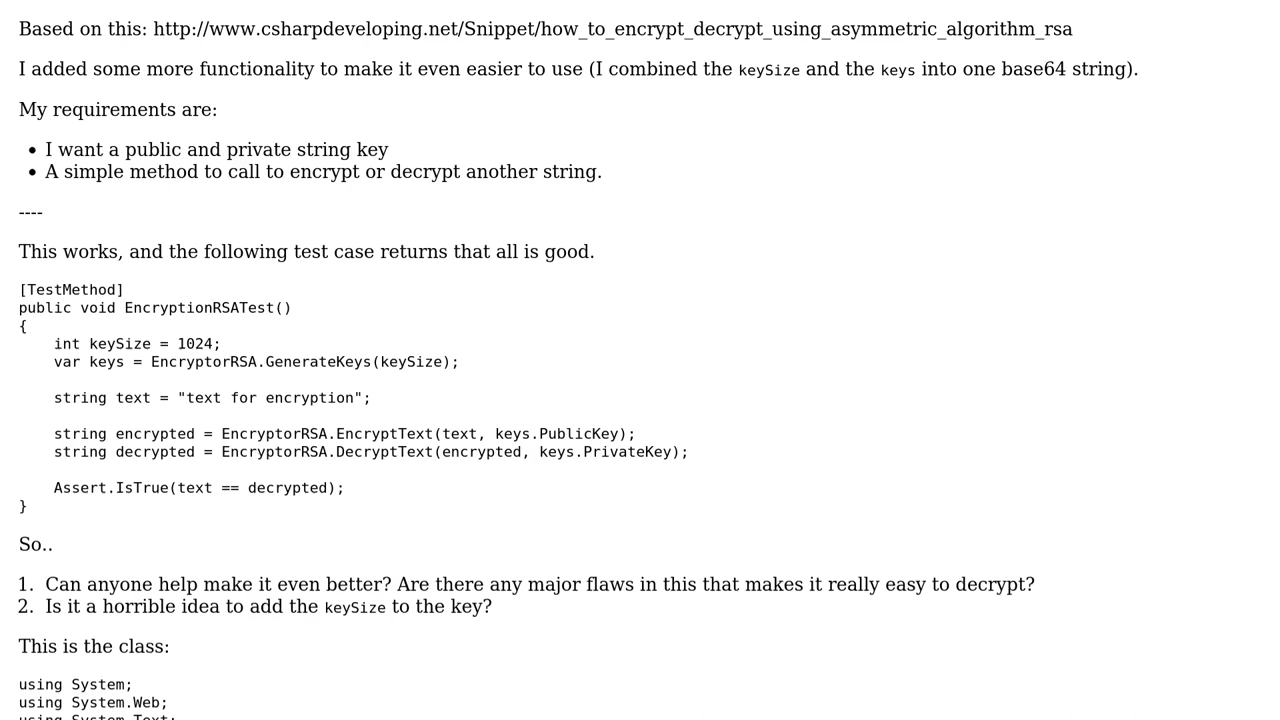 Based on this: http://www.csharpdeveloping.net/Snippet/how_to_encrypt_decrypt_using_asymmetric_algorithm_rsa
I added some more functionality to make it even easier to use (I combined the keySize and the keys into one base64 string).
My requirements are:
• I want a public and private string key
• A simple method to call to encrypt or decrypt another string.
----
This works, and the following test case returns that all is good.
[TestMethod]
public void EncryptionRSATest()
{
    int keySize = 1024;
    var keys = EncryptorRSA.GenerateKeys(keySize);
    string text = "text for encryption";
    string encrypted = EncryptorRSA.EncryptText(text, keys.PublicKey);
    string decrypted = EncryptorRSA.DecryptText(encrypted, keys.PrivateKey);
    Assert.IsTrue(text == decrypted);
}
So..
1. Can anyone help make it even better? Are there any major flaws in this that makes it really easy to decrypt?
2. Is it a horrible idea to add the keySize to the key?
This is the class:
using System;
using System.Web;
using System.Text;